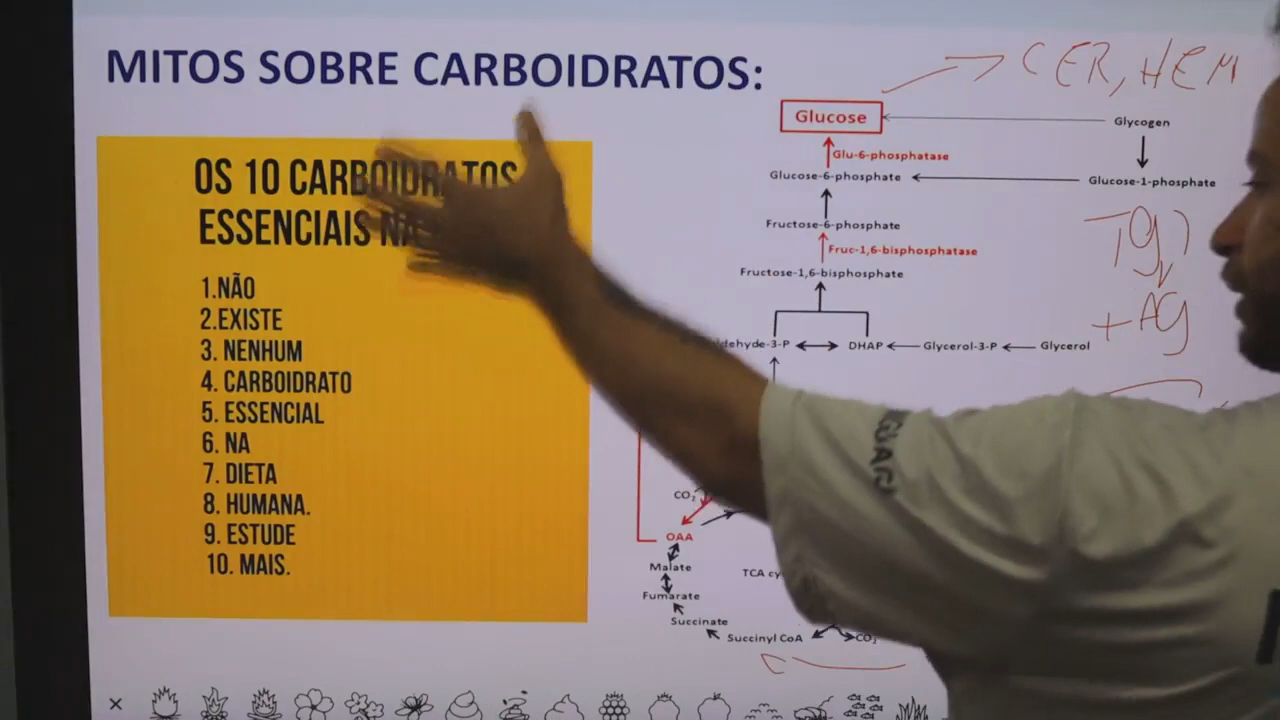 MITOS SOBRE CARBOIDRATOS:
OS 10 CARBOIDRATOS
ESSENCIAIS
1.NÃO
2.EXISTE
3. NENHUM
4. CARBOIDRATO
5. ESSENCIAL
6. NA
7. DIETA
8. HUMANA.
9. ESTUDE
10. MAIS.
CER, HEM
Glucose
Glycogen
Glu-6-phosphatase
Glucose-6-phosphate
Glucose-1-phosphate
Fructose-6-phosphate
Fruc-1,6-bisphosphatase
Fructose-1,6-bisphosphate
DHAP
Glycerol-3-P
Glycerol
+ AG
CO2
OAA
Malate
TCA
Fumarate
Succinate
Succinyl CoA
CO2